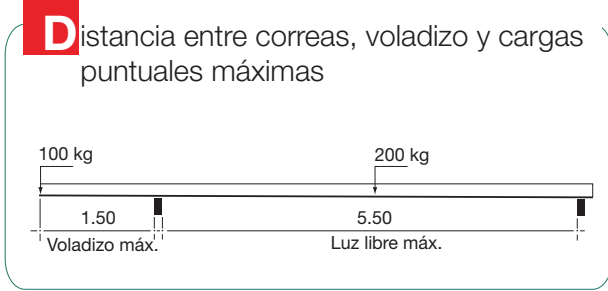 Distancia entre correas, voladizo y cargas
puntuales máximas
100 kg
200 kg
1.50
5.50
Voladizo máx.
Luz libre máx.